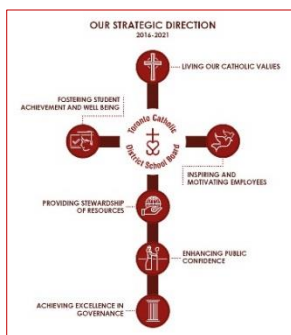 OUR STRATEGIC DIRECTION
2016-2021
LIVING OUR CATHOLIC VALUES
FOSTERING STUDENT
ACHIEVEMENT AND WELL BEING
Toronto Catholic
District School Board
INSPIRING AND
MOTIVATING EMPLOYEES
PROVIDING STEWARDSHIP
OF RESOURCES
ENHANCING PUBLIC
CONFIDENCE
ACHIEVING EXCELLENCE IN
GOVERNANCE